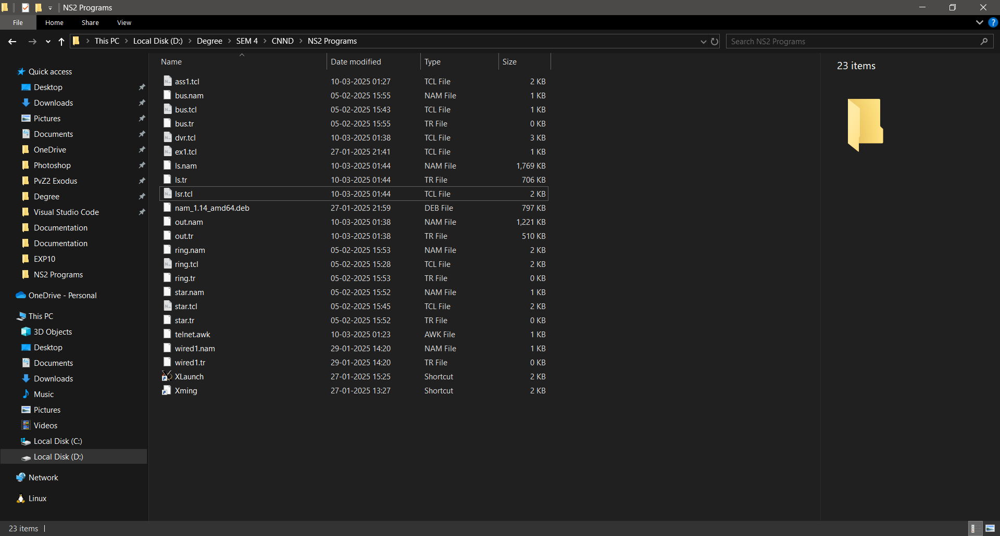 NS2 Programs
File Home Share View
This PC Local Disk (D:) Degree SEM 4 CNND NS2 Programs Search NS2 Programs
Name Date modified Type Size
23 items
Quick access
Desktop
Downloads
Pictures
Documents
OneDrive
Photoshop
PvZ2 Exodus
Degree
Visual Studio Code
Documentation
Documentation
EXP10
NS2 Programs
OneDrive - Personal
This PC
3D Objects
Desktop
Documents
Downloads
Music
Pictures
Videos
Local Disk (C:)
Local Disk (D:)
Network
Linux
ass1.tcl 10-03-2025 01:27 TCL File 2 KB
bus.nam 05-02-2025 15:55 NAM File 1 KB
bus.tcl 05-02-2025 15:43 TCL File 1 KB
bus.tr 05-02-2025 15:55 TR File 0 KB
dvr.tcl 10-03-2025 01:38 TCL File 3 KB
ex1.tcl 27-01-2025 21:41 TCL File 1 KB
ls.nam 10-03-2025 01:44 NAM File 1,769 KB
ls.tr 10-03-2025 01:44 TR File 706 KB
lsr.tcl 10-03-2025 01:44 TCL File 2 KB
nam_1.14_amd64.deb 27-01-2025 21:59 DEB File 797 KB
out.nam 10-03-2025 01:38 NAM File 1,221 KB
out.tr 10-03-2025 01:38 TR File 510 KB
ring.nam 05-02-2025 15:53 NAM File 2 KB
ring.tcl 05-02-2025 15:28 TCL File 2 KB
ring.tr 05-02-2025 15:53 TR File 0 KB
star.nam 05-02-2025 15:52 NAM File 1 KB
star.tcl 05-02-2025 15:45 TCL File 2 KB
star.tr 05-02-2025 15:52 TR File 0 KB
telnet.awk 10-03-2025 01:23 AWK File 1 KB
wired1.nam 29-01-2025 14:20 NAM File 1 KB
wired1.tr 29-01-2025 14:20 TR File 0 KB
XLaunch 27-01-2025 15:25 Shortcut 2 KB
Xming 27-01-2025 13:27 Shortcut 2 KB
23 items